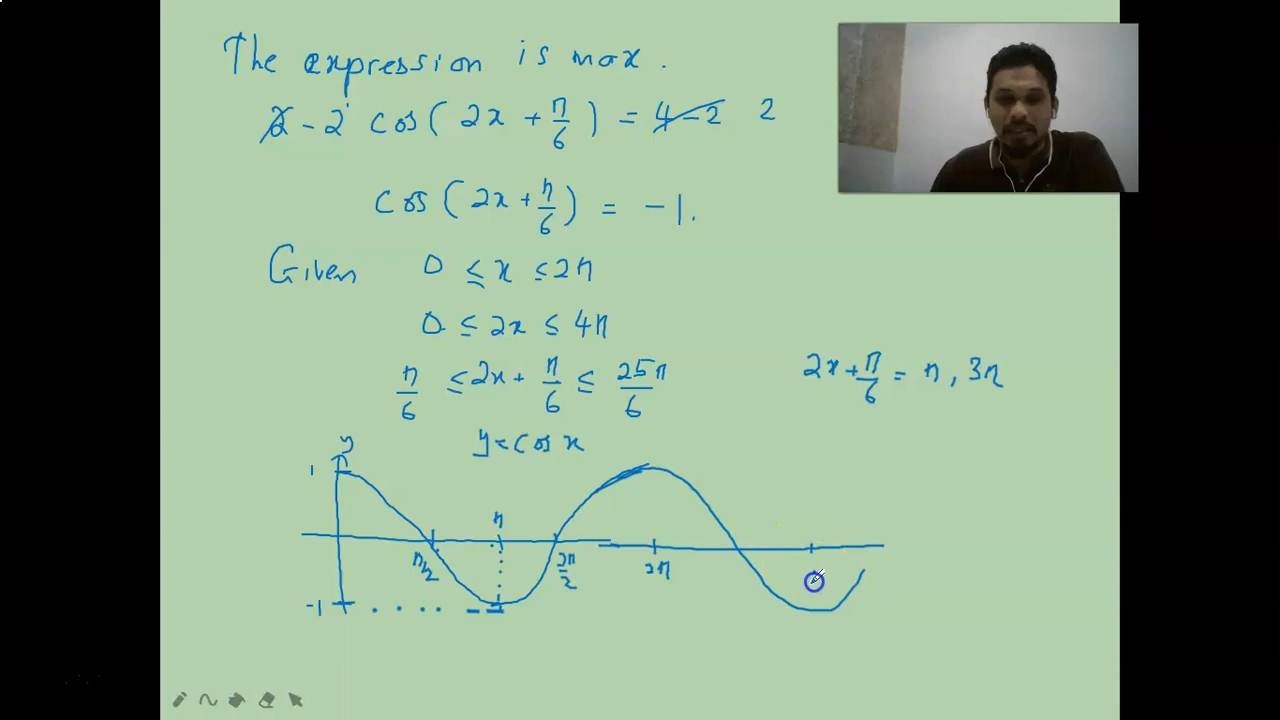 The expression is max.
2 - 2 cos(2x + π/6) = 4 - 2 2
cos(2x + π/6) = -1.
Given 0 ≤ x ≤ 2π
0 ≤ 2x ≤ 4π
π/6 ≤ 2x + π/6 ≤ 25π/6
2x + π/6 = π, 3π
y = cos x
y
1
π
π/2
3π/2
2π
-1